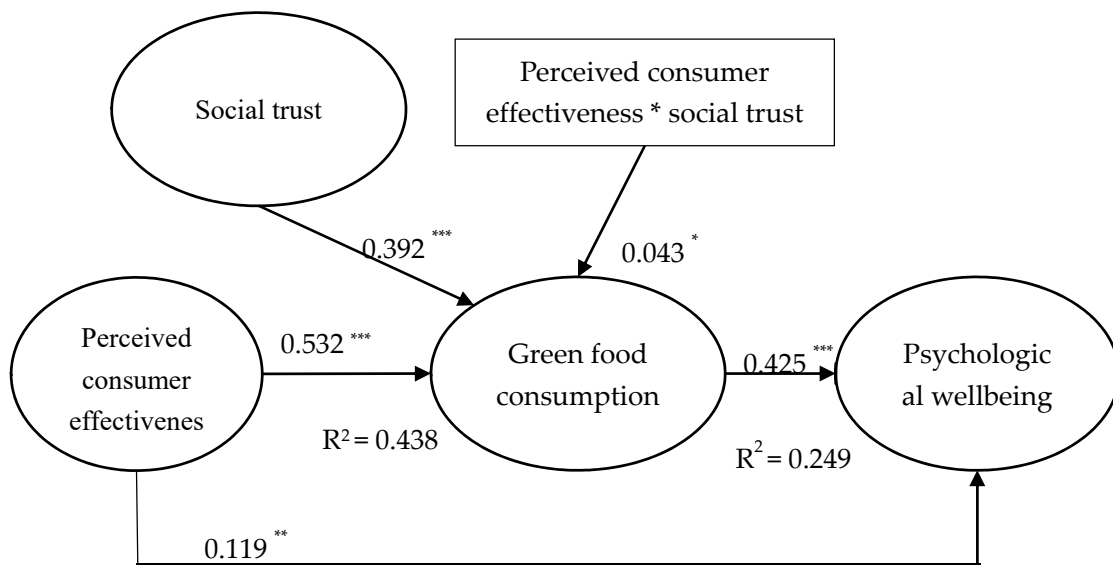 Social trust
Perceived consumer
effectiveness * social trust
0.392 ***
0.043 *
Perceived
consumer
effectivenes
0.532 ***
Green food
consumption
0.425 ***
Psychologic
al wellbeing
R² = 0.438
R² = 0.249
0.119 **